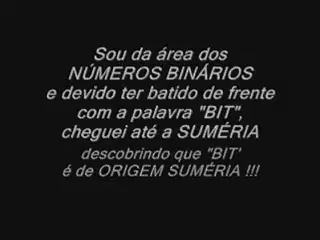 Sou da área dos
NÚMEROS BINÁRIOS
e devido ter batido de frente
com a palavra "BIT",
cheguei até a SUMÉRIA
descobrindo que "BIT'
é de ORIGEM SUMÉRIA !!!